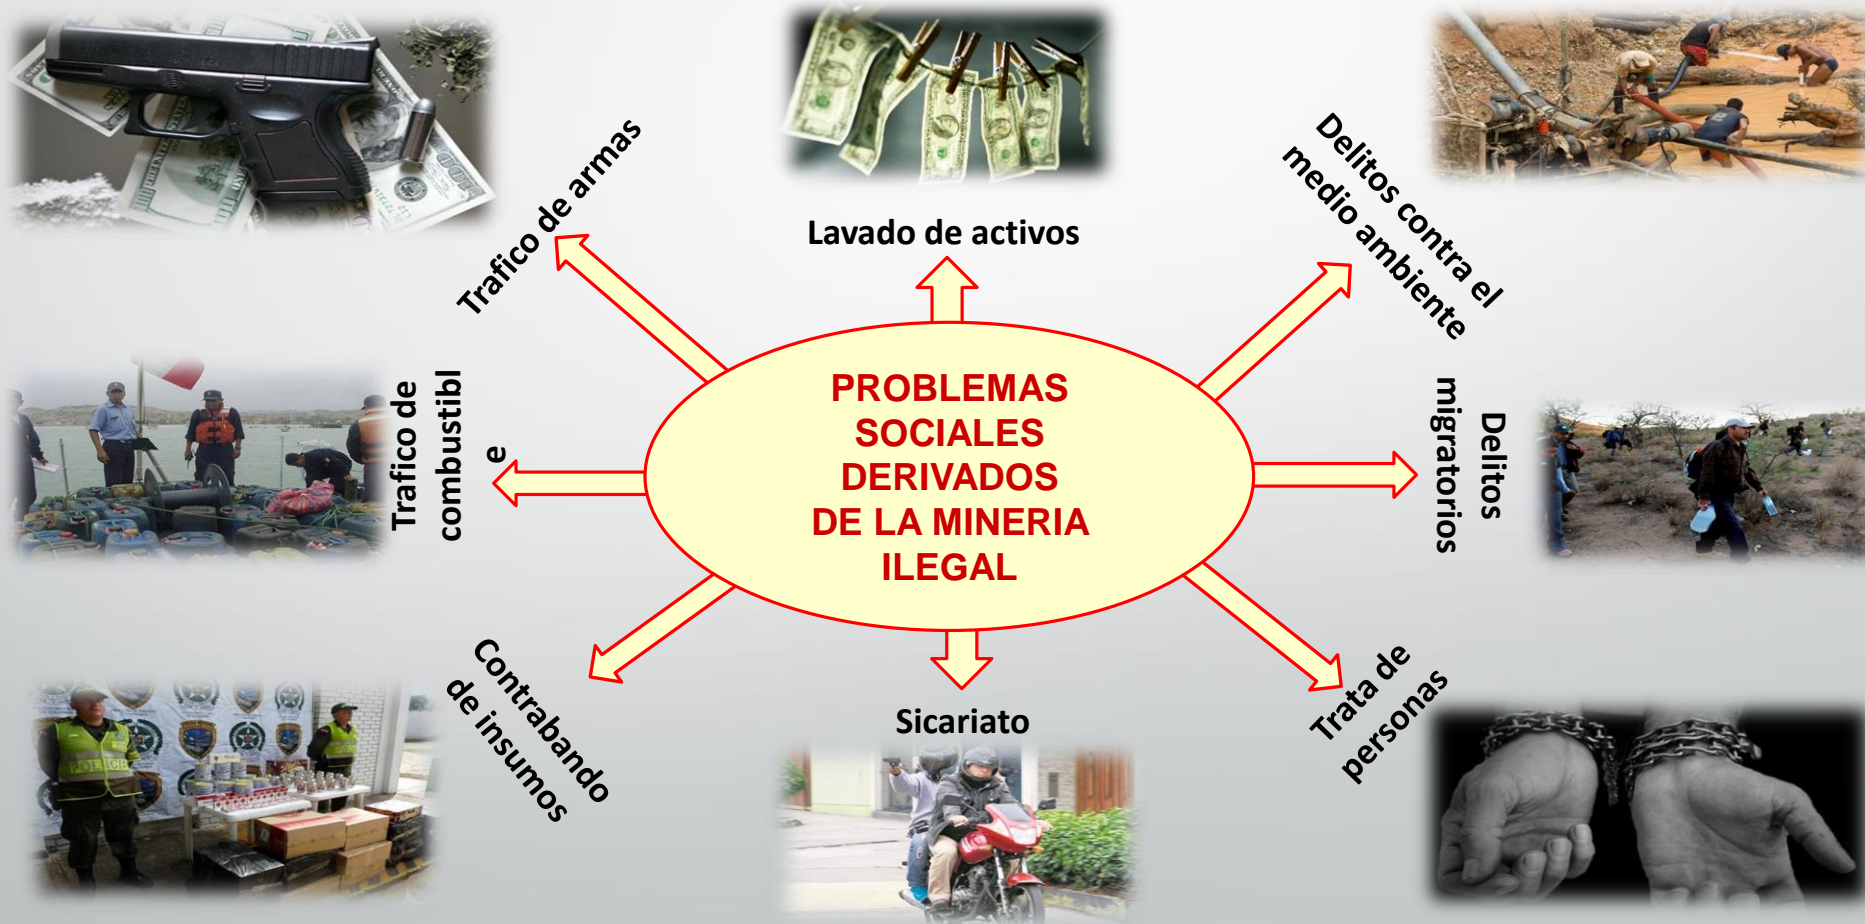 Trafico de armas
Lavado de activos
Delitos contra el
medio ambiente
PROBLEMAS
SOCIALES
DERIVADOS
DE LA MINERIA
ILEGAL
Trafico de
combustibl
e
Delitos
migratorios
Contrabando
de insumos
Sicariato
Trata de
personas